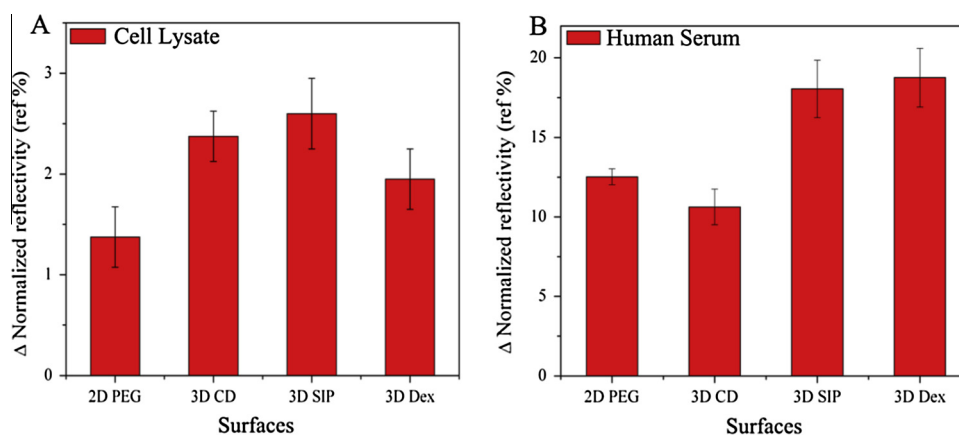 A
Cell Lysate
Δ Normalized reflectivity (ref %)
3
2
1
0
2D PEG 3D CD 3D SIP 3D Dex
Surfaces
B
Human Serum
Δ Normalized reflectivity (ref %)
20
15
10
5
0
2D PEG 3D CD 3D SIP 3D Dex
Surfaces